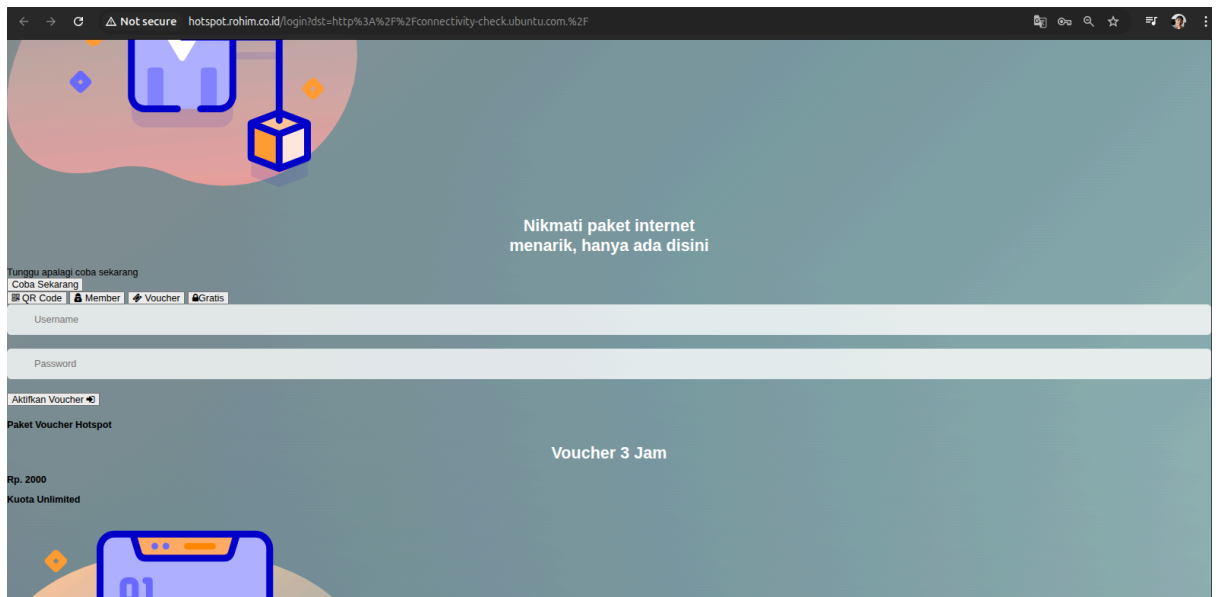 Not secure hotspot.rohim.co.id/login?dst=http%3A%2F%2Fconnectivity-check.ubuntu.com.%2F
Nikmati paket internet
menarik, hanya ada disini
Tunggu apalagi coba sekarang
Coba Sekarang
QR Code Member Voucher Gratis
Username
Password
Aktifkan Voucher
Paket Voucher Hotspot
Voucher 3 Jam
Rp. 2000
Kuota Unlimited
01